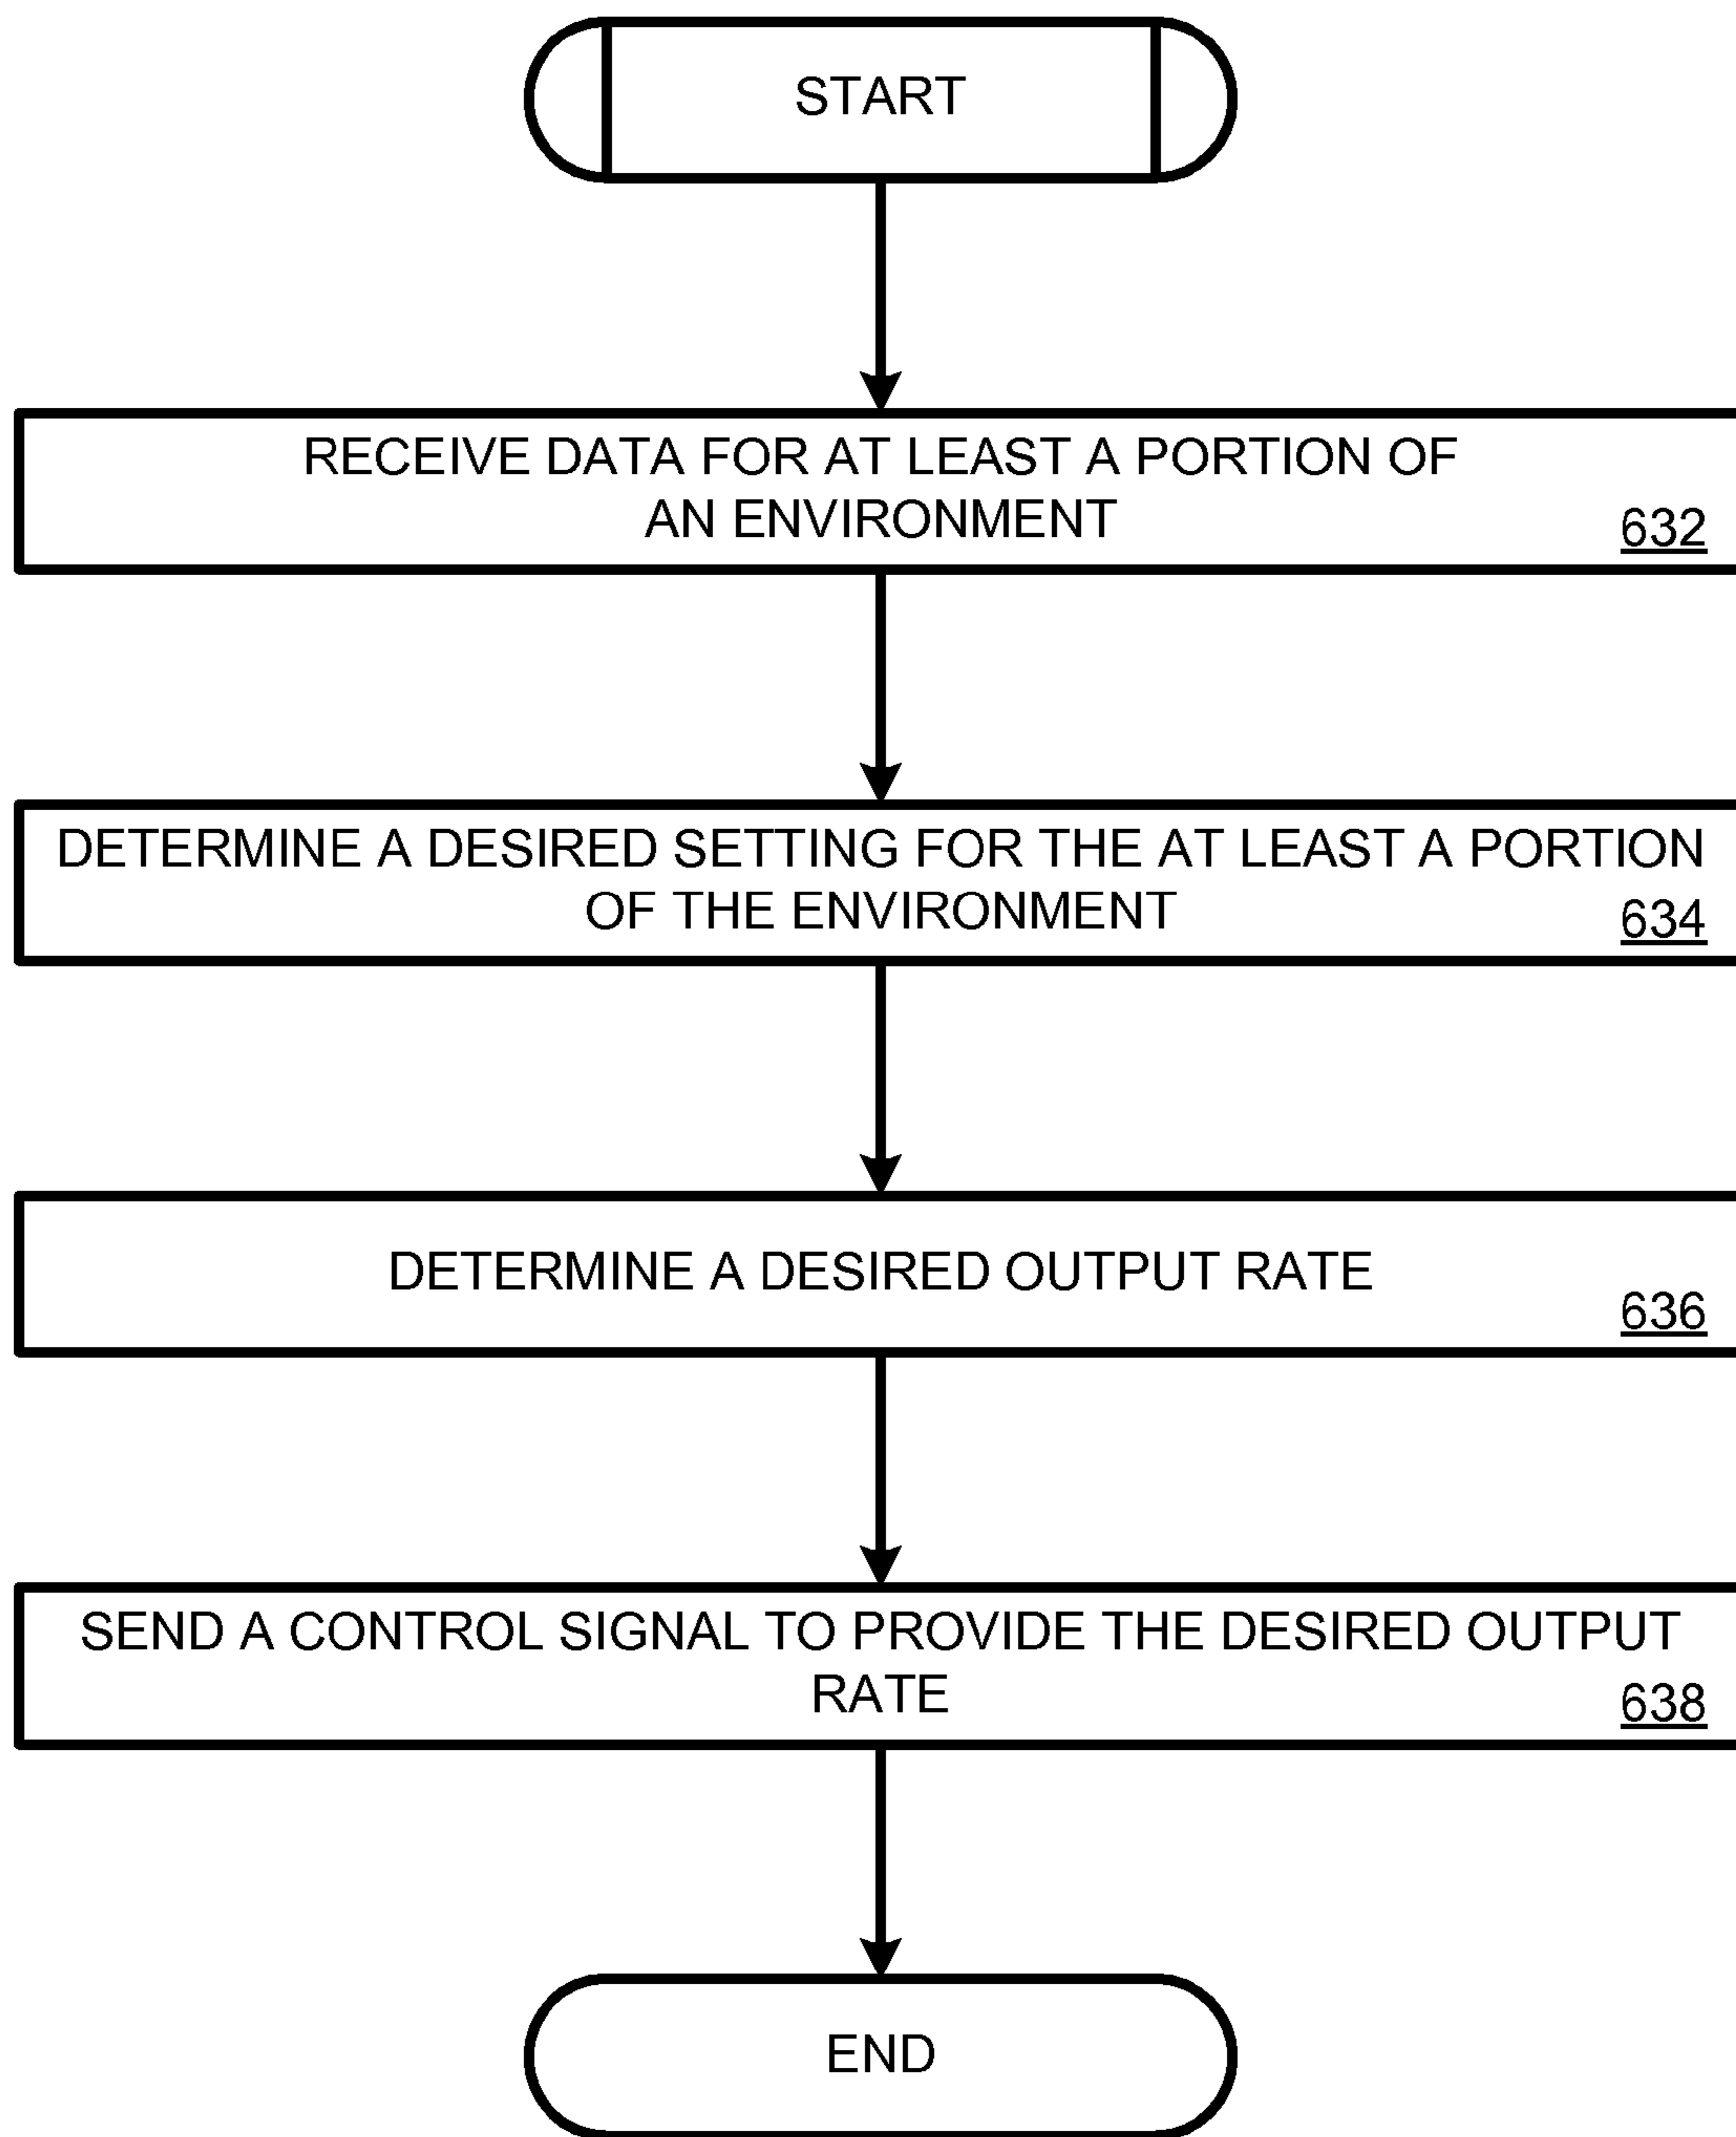 START
RECEIVE DATA FOR AT LEAST A PORTION OF
AN ENVIRONMENT
632
DETERMINE A DESIRED SETTING FOR THE AT LEAST A PORTION
OF THE ENVIRONMENT
634
DETERMINE A DESIRED OUTPUT RATE
636
SEND A CONTROL SIGNAL TO PROVIDE THE DESIRED OUTPUT
RATE
638
END